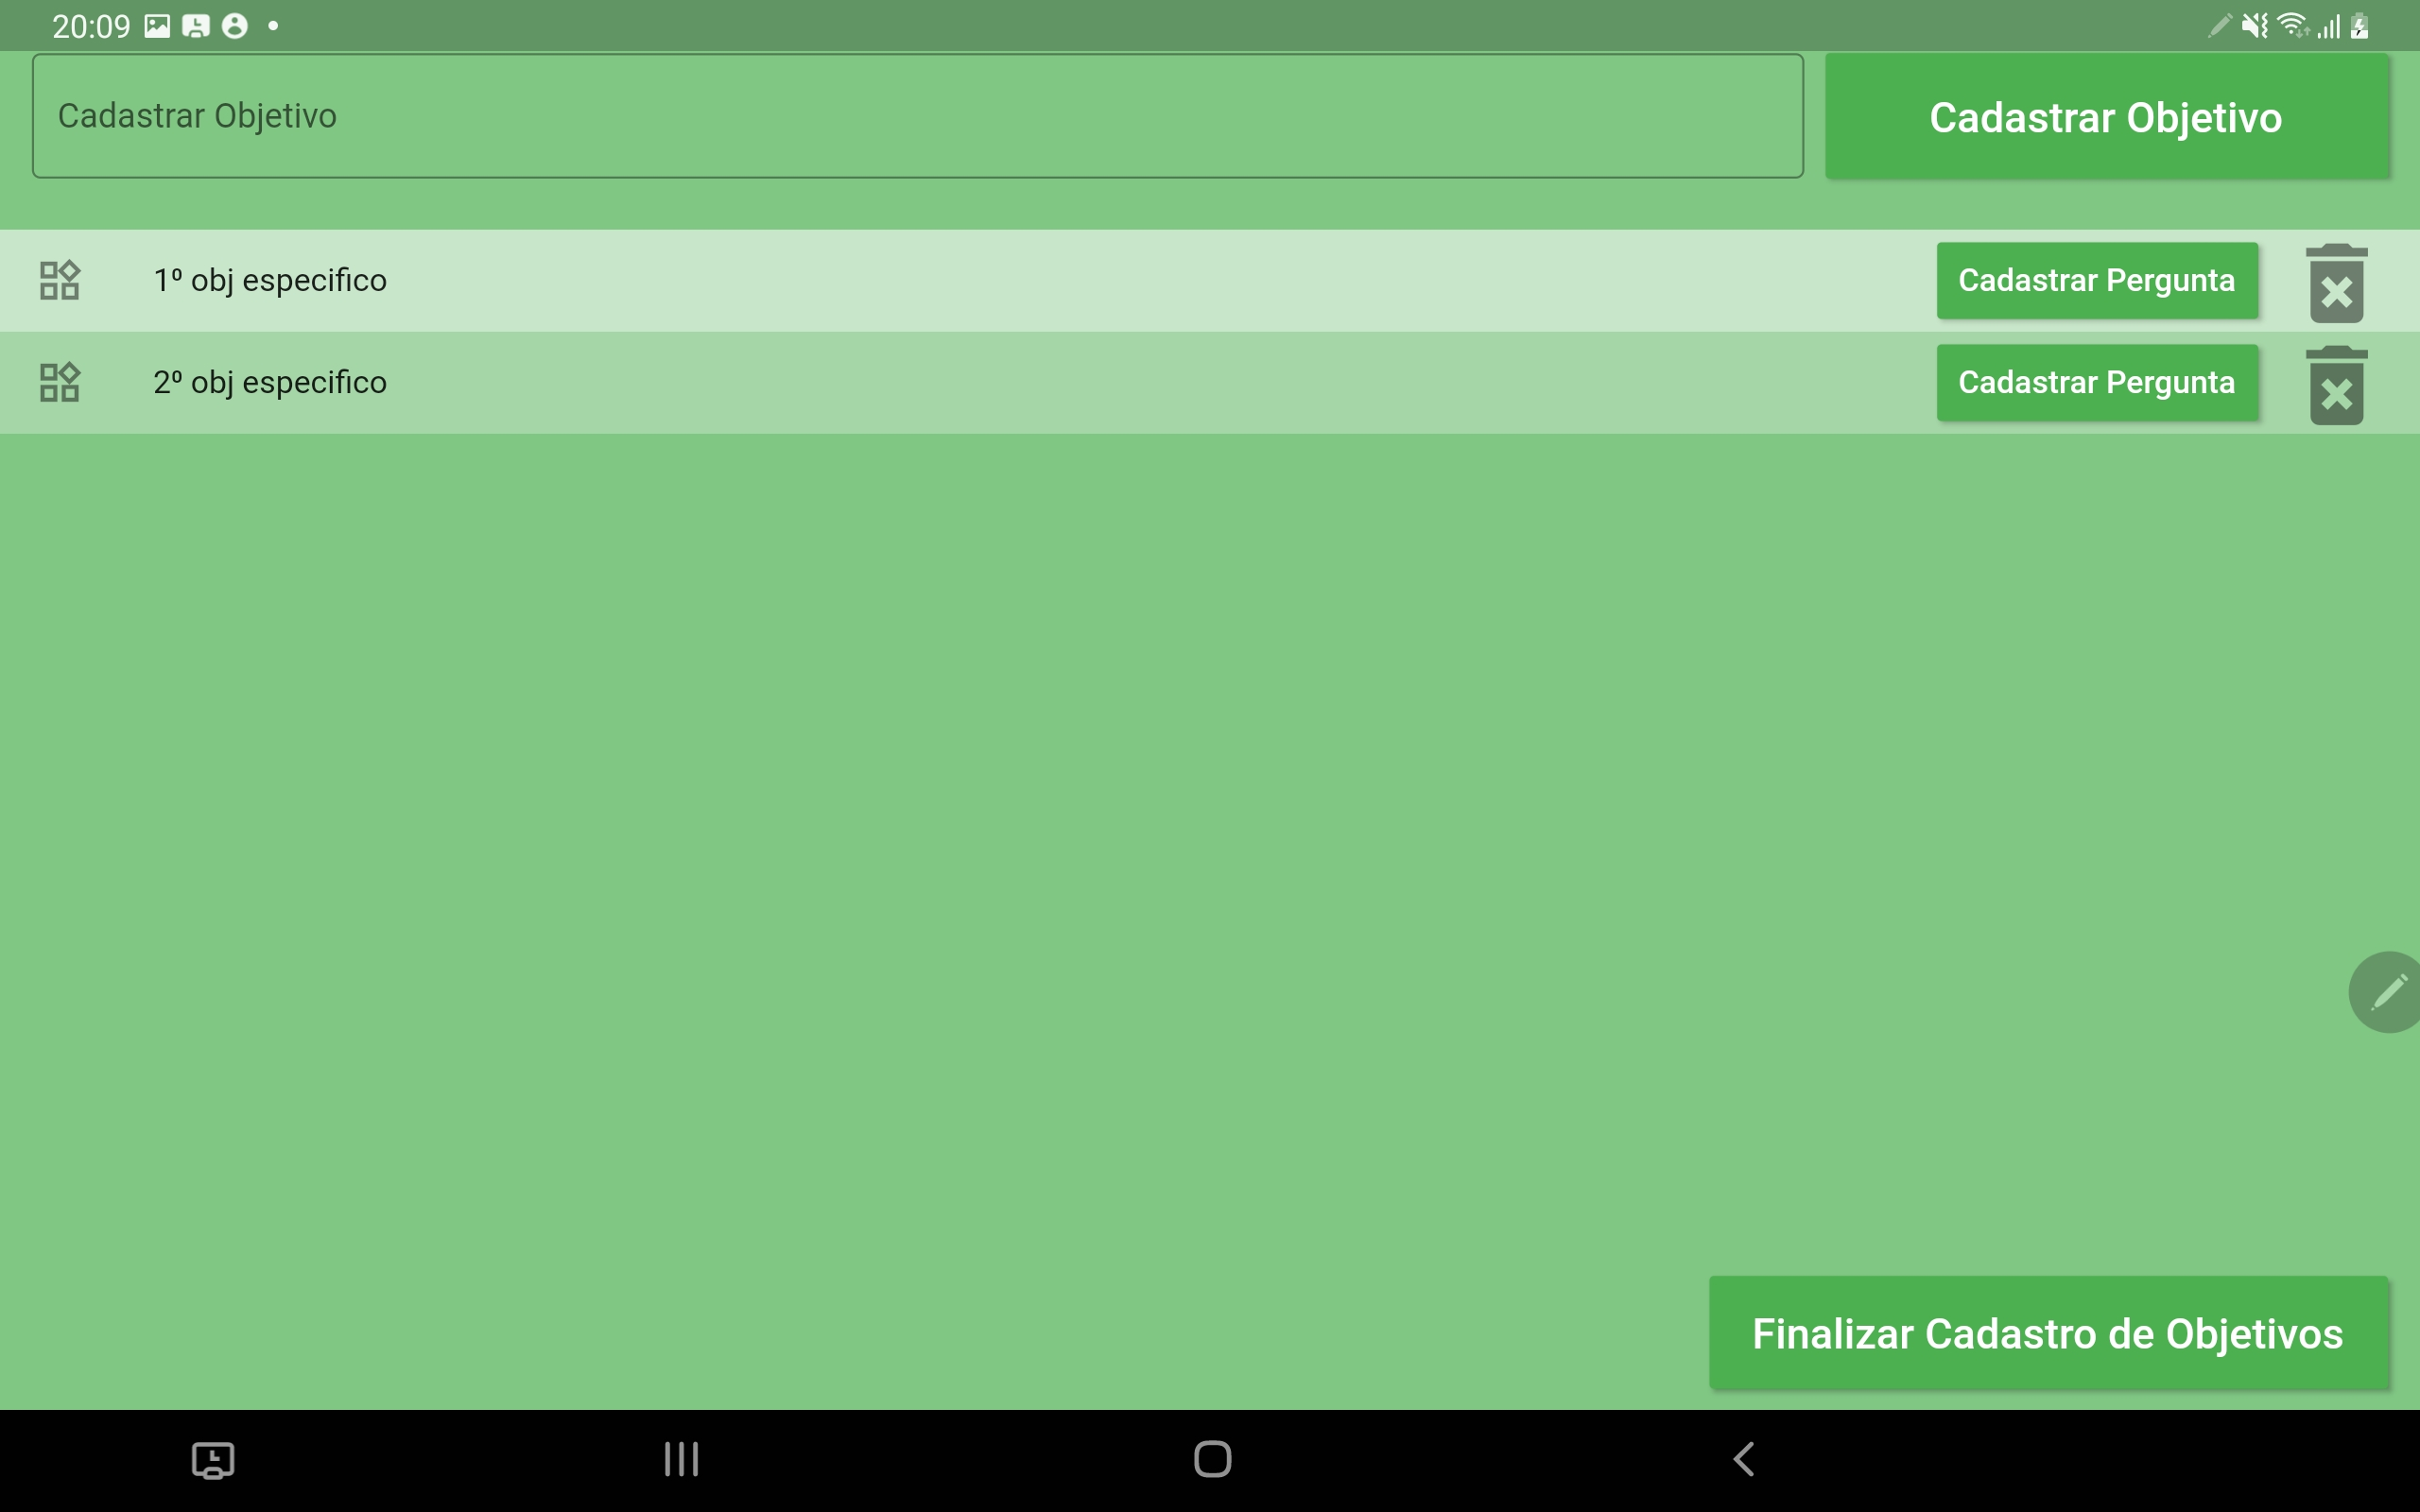 20:09
Cadastrar Objetivo
Cadastrar Objetivo
1º obj especifico
Cadastrar Pergunta
2º obj especifico
Cadastrar Pergunta
Finalizar Cadastro de Objetivos